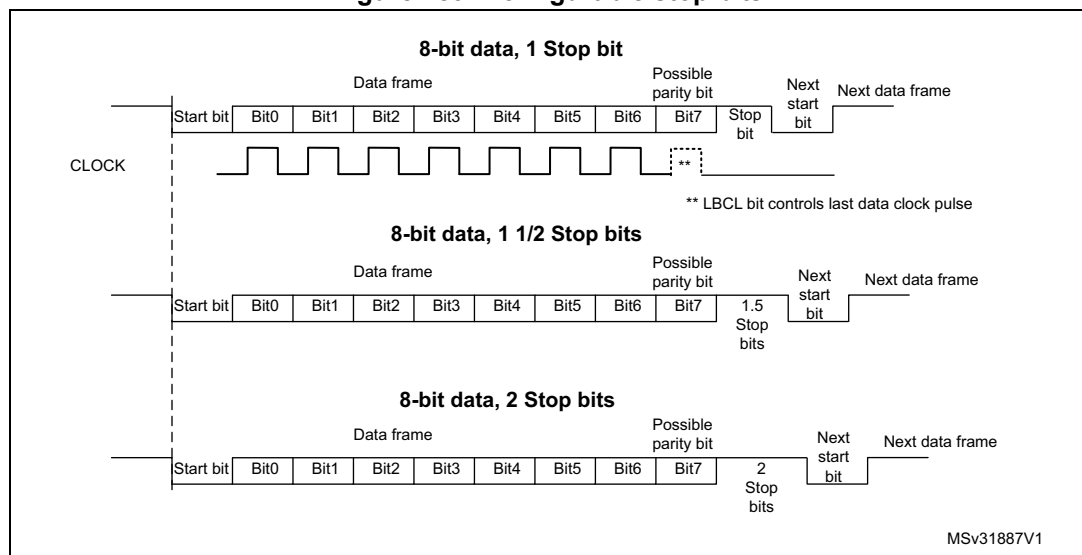 8-bit data, 1 Stop bit
Data frame
Possible
parity bit
Next
start
bit
Next data frame
Start bit Bit0 Bit1 Bit2 Bit3 Bit4 Bit5 Bit6 Bit7 Stop
bit
CLOCK
**
** LBCL bit controls last data clock pulse
8-bit data, 1 1/2 Stop bits
Data frame
Possible
parity bit
Next
start
bit
Next data frame
Start bit Bit0 Bit1 Bit2 Bit3 Bit4 Bit5 Bit6 Bit7 1.5
Stop
bits
8-bit data, 2 Stop bits
Data frame
Possible
parity bit
Next
start
bit
Next data frame
Start bit Bit0 Bit1 Bit2 Bit3 Bit4 Bit5 Bit6 Bit7 2
Stop
bits
MSv31887V1